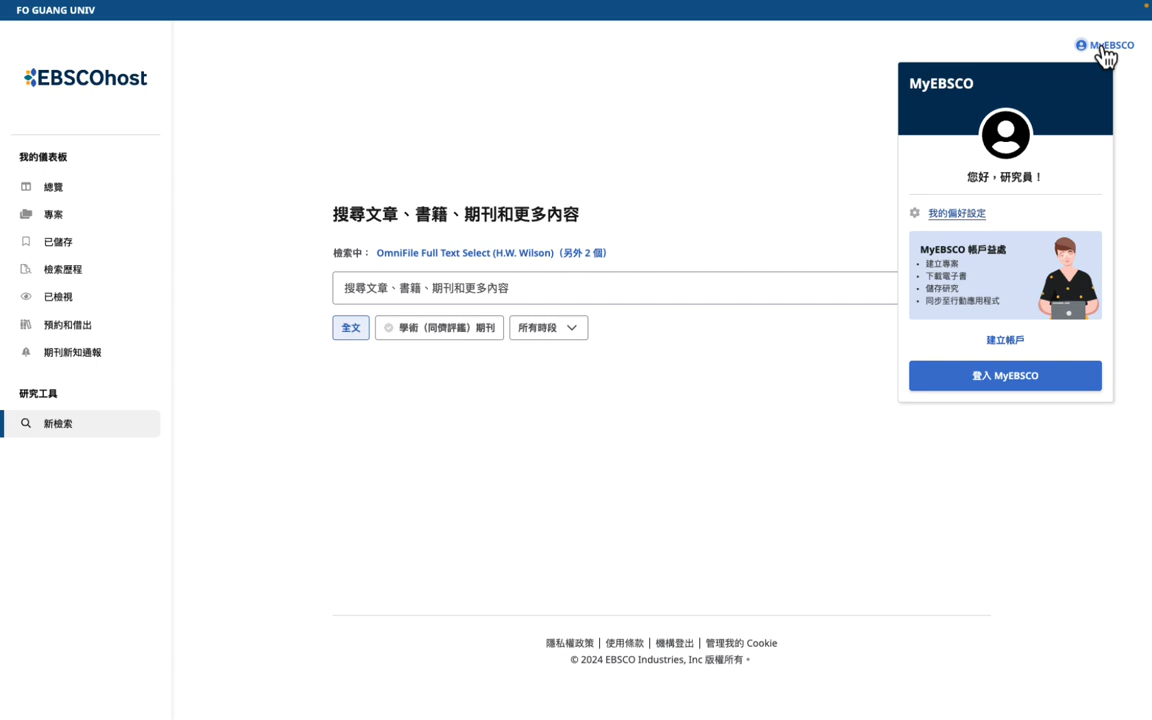 FO GUANG UNIV
MyEBSCO
EBSCOhost
我的儀表板
總覽
專案
已儲存
檢索歷程
已檢視
預約和借出
期刊新知通報
研究工具
新檢索
搜尋文章、書籍、期刊和更多內容
檢索中： OmniFile Full Text Select (H.W. Wilson)（另外 2 個）
搜尋文章、書籍、期刊和更多內容
全文 學術（同儕評鑑）期刊 所有時段
MyEBSCO
您好，研究員！
我的偏好設定
MyEBSCO 帳戶益處
• 建立專案
• 下載電子書
• 儲存研究
• 同步至行動應用程式
建立帳戶
登入 MyEBSCO
隱私權政策 | 使用條款 | 機構登出 | 管理我的 Cookie
© 2024 EBSCO Industries, Inc 版權所有。